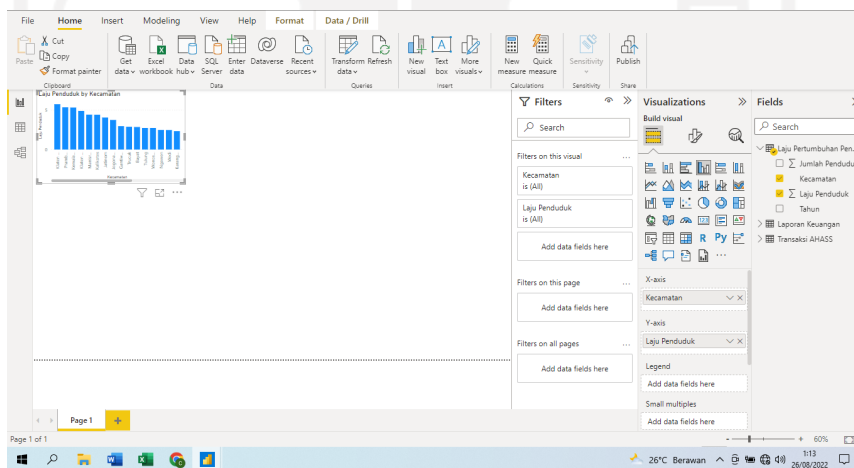 File Home Insert Modeling View Help Format Data / Drill
Paste
Cut
Copy
Format painter
Get data
Excel workbook
Data hub
SQL Server
Enter data
Dataverse
Recent sources
Transform data
Refresh
New visual
Text box
More visuals
New measure
Quick measure
Sensitivity
Publish
Clipboard Data Queries Insert Calculations Sensitivity Share
Laju Penduduk by Kecamatan
Kecamatan
Filters
Search
Filters on this visual ...
Kecamatan
is (All)
Laju Penduduk
is (All)
Add data fields here
Filters on this page ...
Add data fields here
Filters on all pages ...
Add data fields here
Visualizations
Build visual
R Py
123
...
X-axis
Kecamatan
Y-axis
Laju Penduduk
Legend
Add data fields here
Small multiples
Add data fields here
Fields
Search
Laju Pertumbuhan Pen...
∑ Jumlah Pendudu
Kecamatan
∑ Laju Penduduk
Tahun
Laporan Keuangan
Transaksi AHASS
Page 1 +
Page 1 of 1
- + 60%
26°C Berawan
1:13
26/08/2022